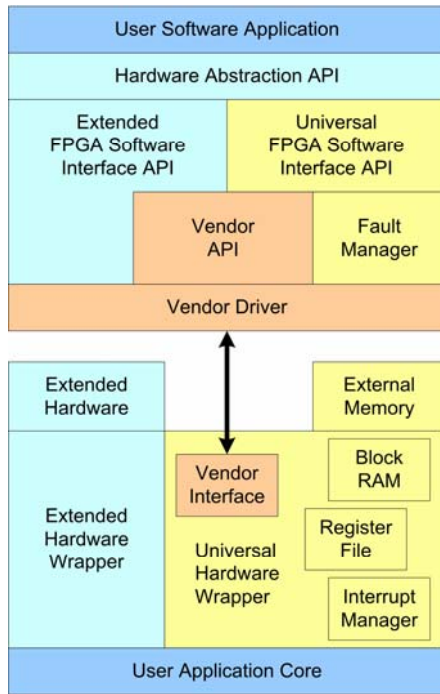 User Software Application
Hardware Abstraction API
Extended
FPGA Software
Interface API
Universal
FPGA Software
Interface API
Vendor
API
Fault
Manager
Vendor Driver
Extended
Hardware
External
Memory
Vendor
Interface
Block
RAM
Extended
Hardware
Wrapper
Universal
Hardware
Wrapper
Register
File
Interrupt
Manager
User Application Core